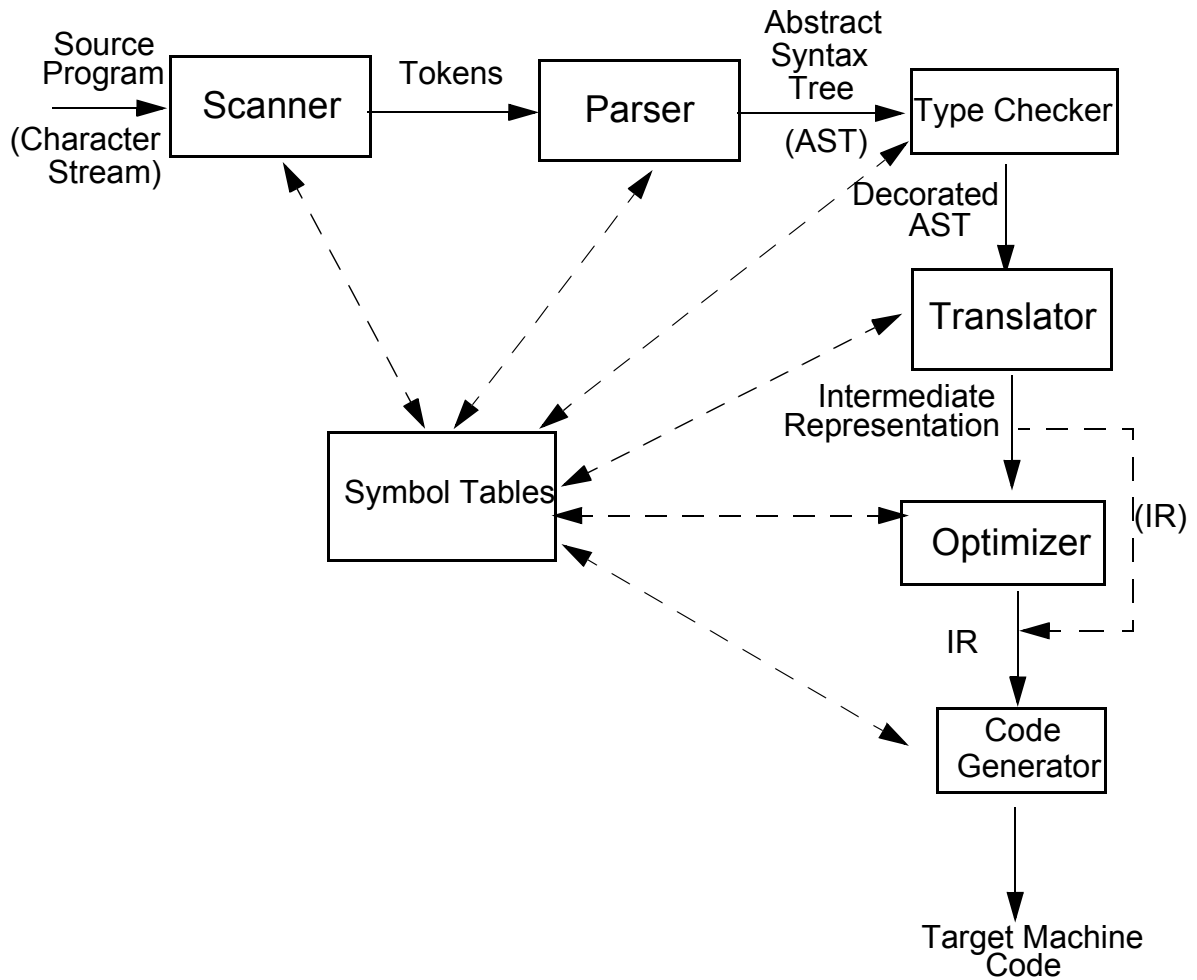 Source
Program
(Character
Stream)
Scanner
Tokens
Parser
Abstract
Syntax
Tree
(AST)
Type Checker
Decorated
AST
Translator
Intermediate
Representation
Symbol Tables
(IR)
Optimizer
IR
Code
Generator
Target Machine
Code